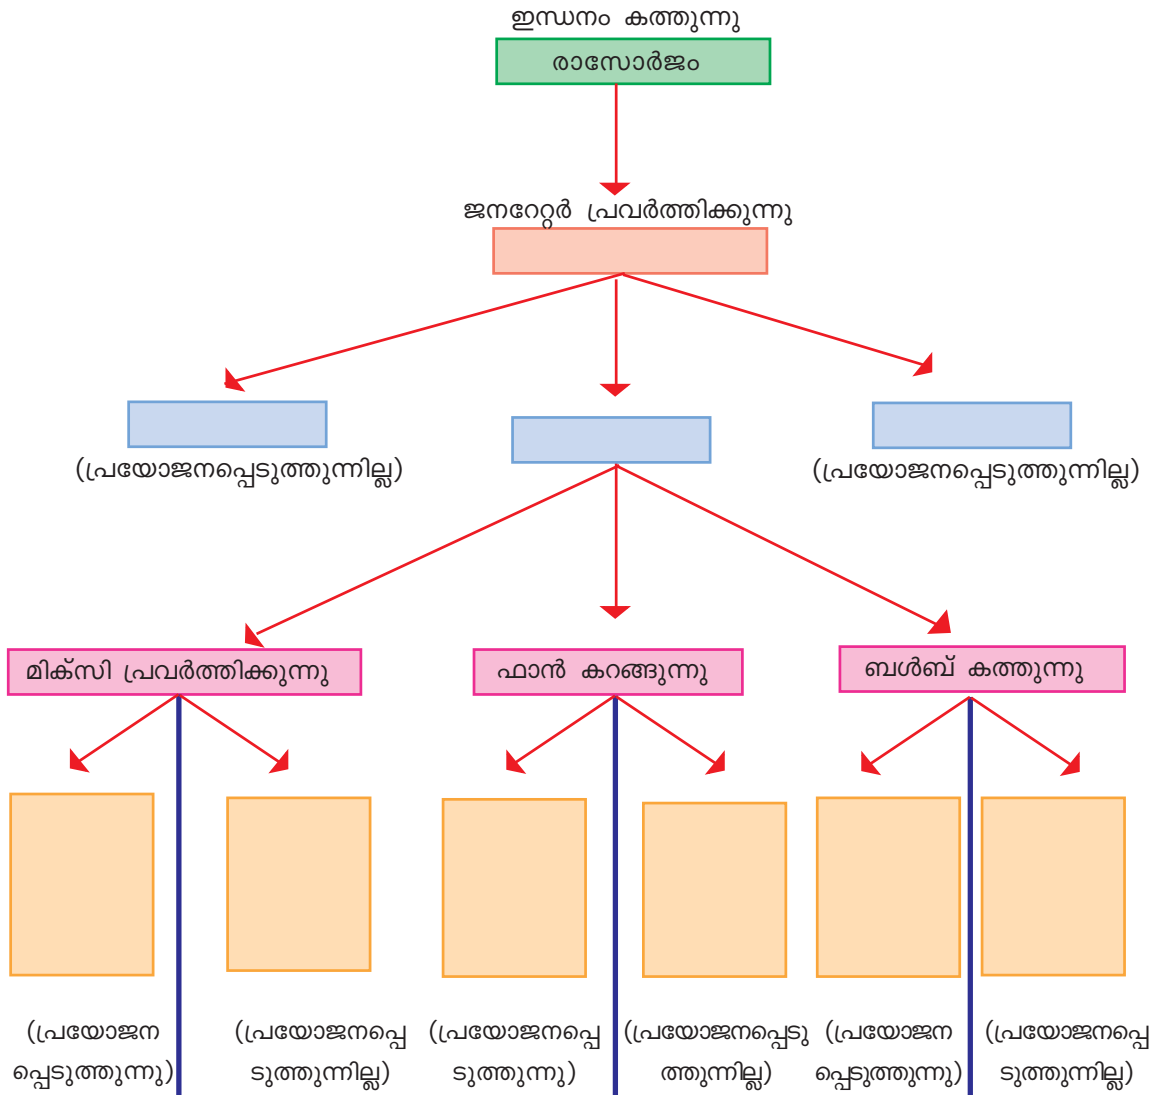 ഇന്ധനം കത്തുന്നു
രാസോർജം
ജനറേറ്റർ പ്രവർത്തിക്കുന്നു
(പ്രയോജനപ്പെടുത്തുന്നില്ല)
(പ്രയോജനപ്പെടുത്തുന്നില്ല)
മിക്സി പ്രവർത്തിക്കുന്നു
ഫാൻ കറങ്ങുന്നു
ബൾബ് കത്തുന്നു
(പ്രയോജന
പ്പെടുത്തുന്നു)
(പ്രയോജനപ്പെ
ടുത്തുന്നില്ല)
(പ്രയോജനപ്പെ
ടുത്തുന്നു)
(പ്രയോജനപ്പെടു
ത്തുന്നില്ല)
(പ്രയോജന
പ്പെടുത്തുന്നു)
(പ്രയോജനപ്പെ
ടുത്തുന്നില്ല)